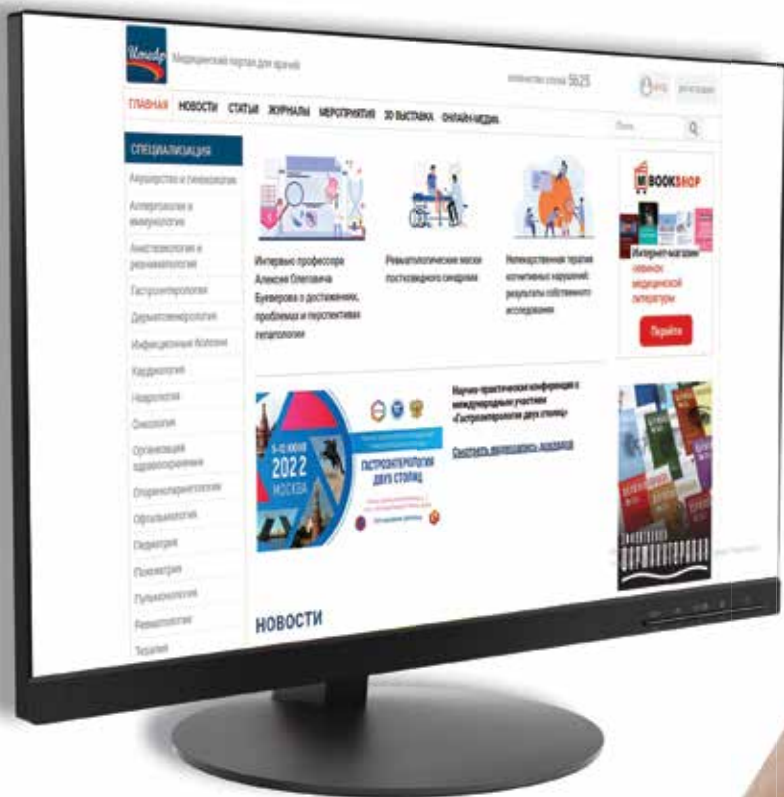 Umedp
Медицинский портал для врачей
количество статей 5625
вход
регистрация
ГЛАВНАЯ НОВОСТИ СТАТЬИ ЖУРНАЛЫ МЕРОПРИЯТИЯ 3D ВЫСТАВКА ОНЛАЙН-МЕДИА
Поиск
СПЕЦИАЛИЗАЦИЯ
Акушерство и гинекология
Аллергология и
иммунология
Анестезиология и
реаниматология
Гастроэнтерология
Дерматовенерология
Инфекционные болезни
Кардиология
Неврология
Онкология
Организация
здравоохранения
Оториноларингология
Офтальмология
Педиатрия
Психиатрия
Пульмонология
Ревматология
Терапия
Интервью профессора
Алексея Олеговича
Буеверова о достижениях,
проблемах и перспективах
гепатологии
Ревматологические маски
постковидного синдрома
Нелекарственная терапия
когнитивных нарушений:
результаты собственного
исследования
BOOKSHOP
Интернет-магазин
новинок
медицинской
литературы
Перейти
2022
МОСКВА
ГАСТРОЭНТЕРОЛОГИЯ
ДВУХ СТОЛИЦ
Научно-практическая конференция с
международным участием
«Гастроэнтерология двух столиц»
Смотреть видеозапись докладов
НОВОСТИ